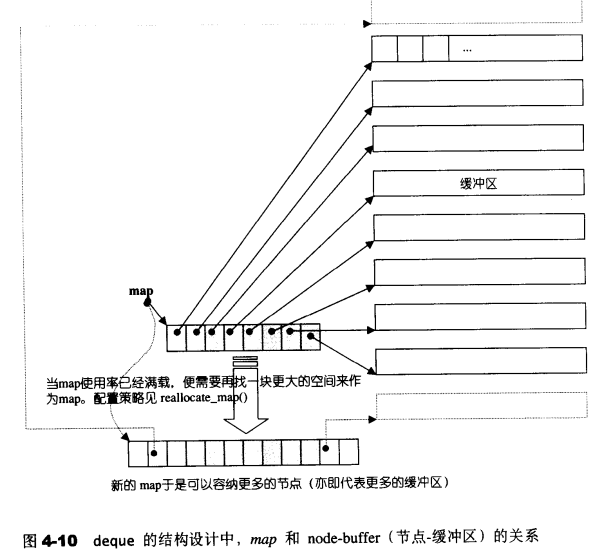 ...
缓冲区
map
当map使用率已经满载，便需要再找一块更大的空间来作
为map。配置策略见 reallocate_map()
新的 map于是可以容纳更多的节点（亦即代表更多的缓冲区）
图 4-10 deque 的结构设计中，map 和 node-buffer（节点-缓冲区）的关系